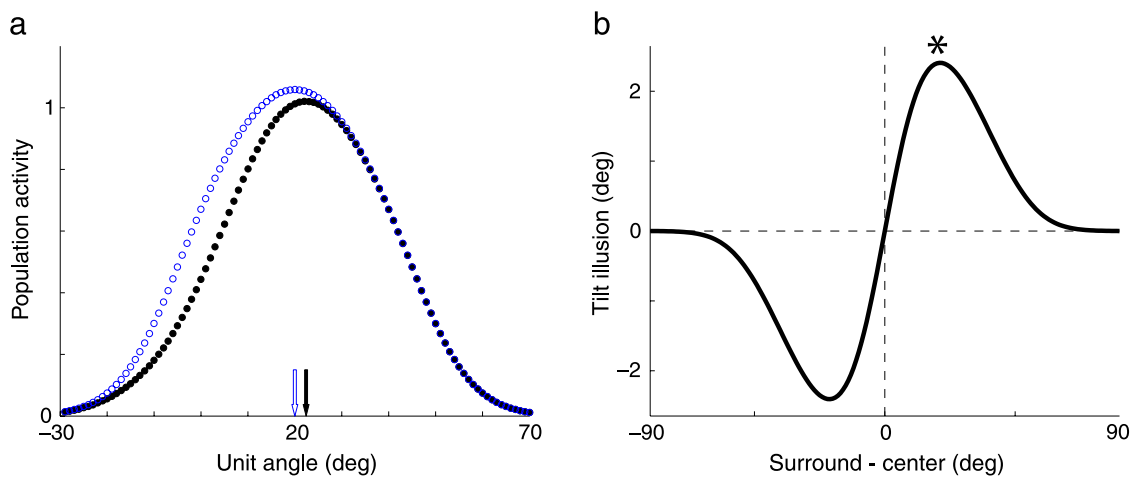 a
Population activity
1
0
−30
20
70
Unit angle (deg)
b
*
Tilt illusion (deg)
2
0
−2
−90
0
90
Surround - center (deg)